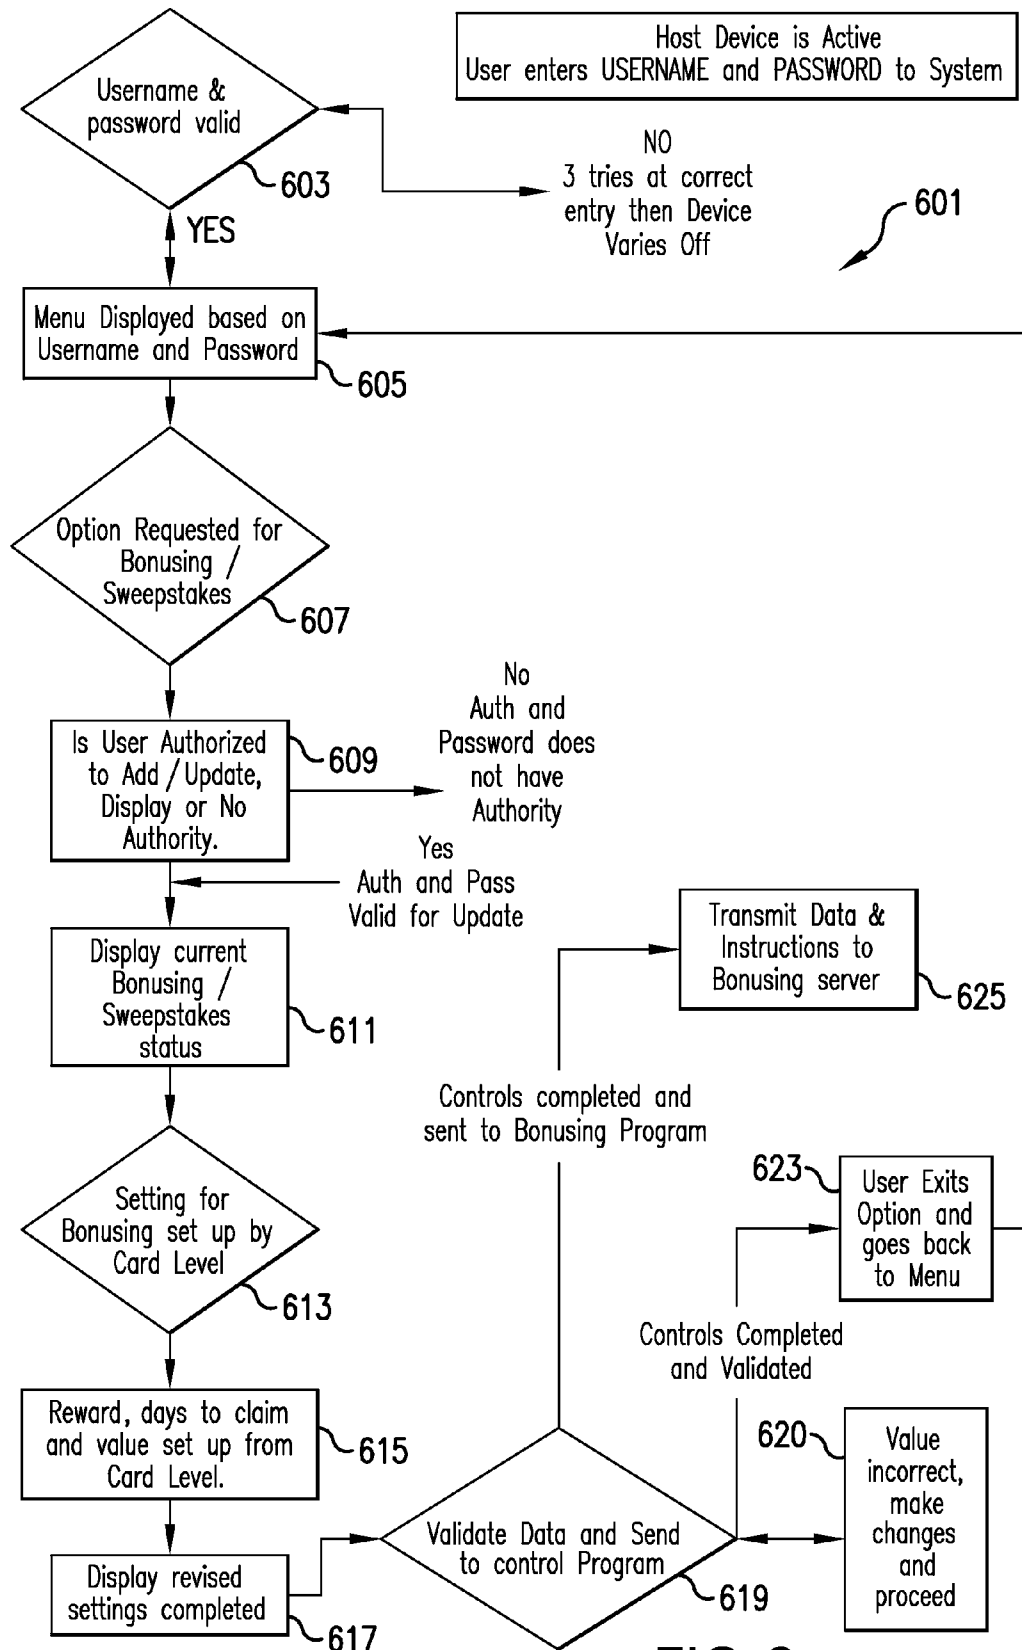 Host Device is Active
User enters USERNAME and PASSWORD to System
Username &
password valid
603
NO
3 tries at correct
entry then Device
Varies Off
601
YES
Menu Displayed based on
Username and Password
605
Option Requested for
Bonusing /
Sweepstakes
607
Is User Authorized
to Add / Update,
Display or No
Authority.
609
No
Auth and
Password does
not have
Authority
Yes
Auth and Pass
Valid for Update
Display current
Bonusing /
Sweepstakes
status
611
Transmit Data &
Instructions to
Bonusing server
625
Controls completed and
sent to Bonusing Program
Setting for
Bonusing set up by
Card Level
613
623
User Exits
Option and
goes back
to Menu
Controls Completed
and Validated
Reward, days to claim
and value set up from
Card Level.
615
620
Value
incorrect,
make
changes
and
proceed
Validate Data and Send
to control Program
619
Display revised
settings completed
617